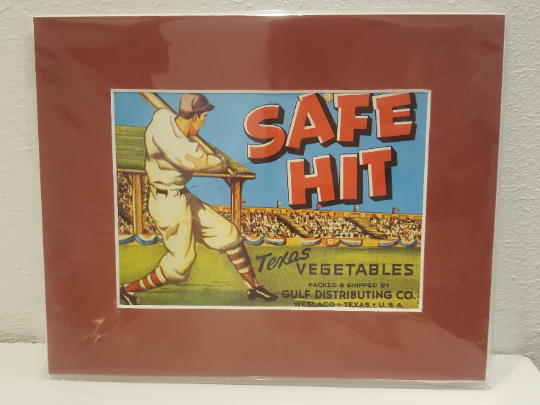 SAFE
HIT
Texas
VEGETABLES
PACKED & SHIPPED BY
GULF DISTRIBUTING CO.
WESLACO • TEXAS • U.S.A.